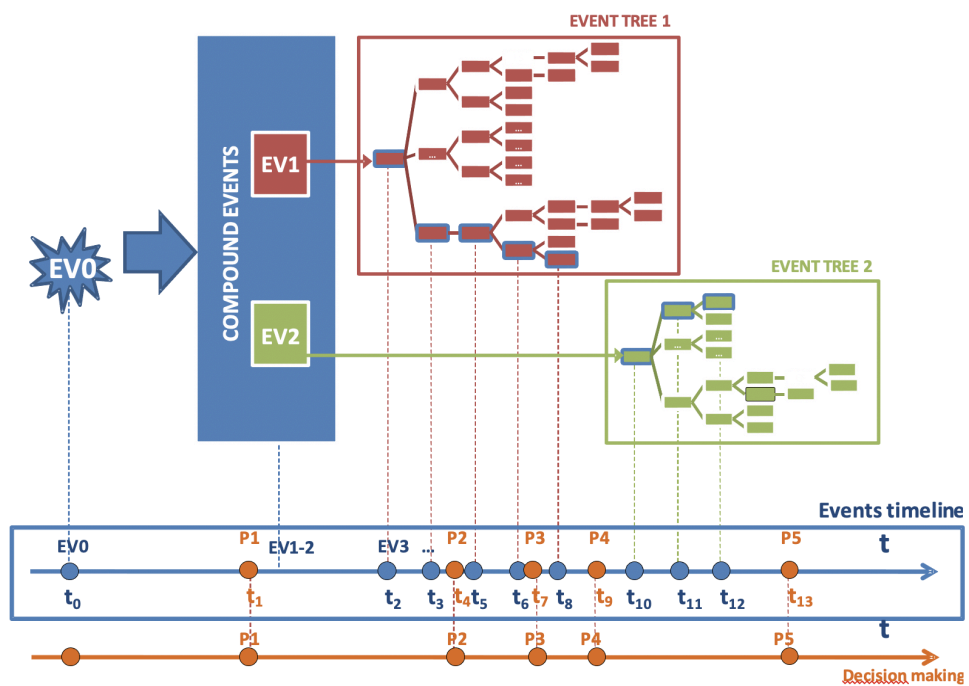 EVENT TREE 1
COMPOUND EVENTS
EV1
...
...
...
...
...
EV0
EVENT TREE 2
EV2
...
...
...
Events timeline
EV0
P1
EV1-2
EV3
...
P2
P3
P4
P5
t
t0
t1
t2
t3
t4
t5
t6
t7
t8
t9
t10
t11
t12
t13
t
P1
P2
P3
P4
P5
Decision making